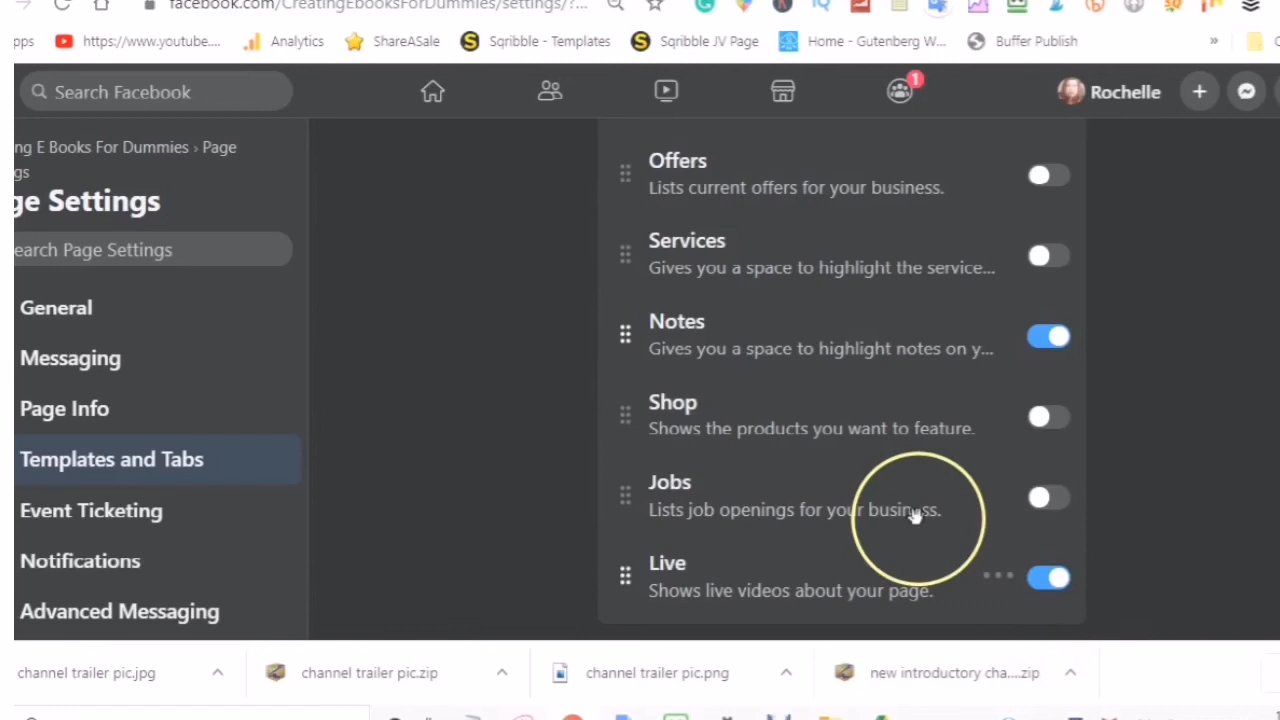 facebook.com/CreatingEbooksForDummies/settings/?...
pps
https://www.youtube....
Analytics
ShareASale
Sqribble - Templates
Sqribble JV Page
Home - Gutenberg W...
Buffer Publish
»
Search Facebook
1
Rochelle
ng E Books For Dummies › Page
gs
ge Settings
earch Page Settings
General
Messaging
Page Info
Templates and Tabs
Event Ticketing
Notifications
Advanced Messaging
Offers
Lists current offers for your business.
Services
Gives you a space to highlight the service...
Notes
Gives you a space to highlight notes on y...
Shop
Shows the products you want to feature.
Jobs
Lists job openings for your business.
Live
Shows live videos about your page.
channel trailer pic.jpg
channel trailer pic.zip
channel trailer pic.png
new introductory cha....zip